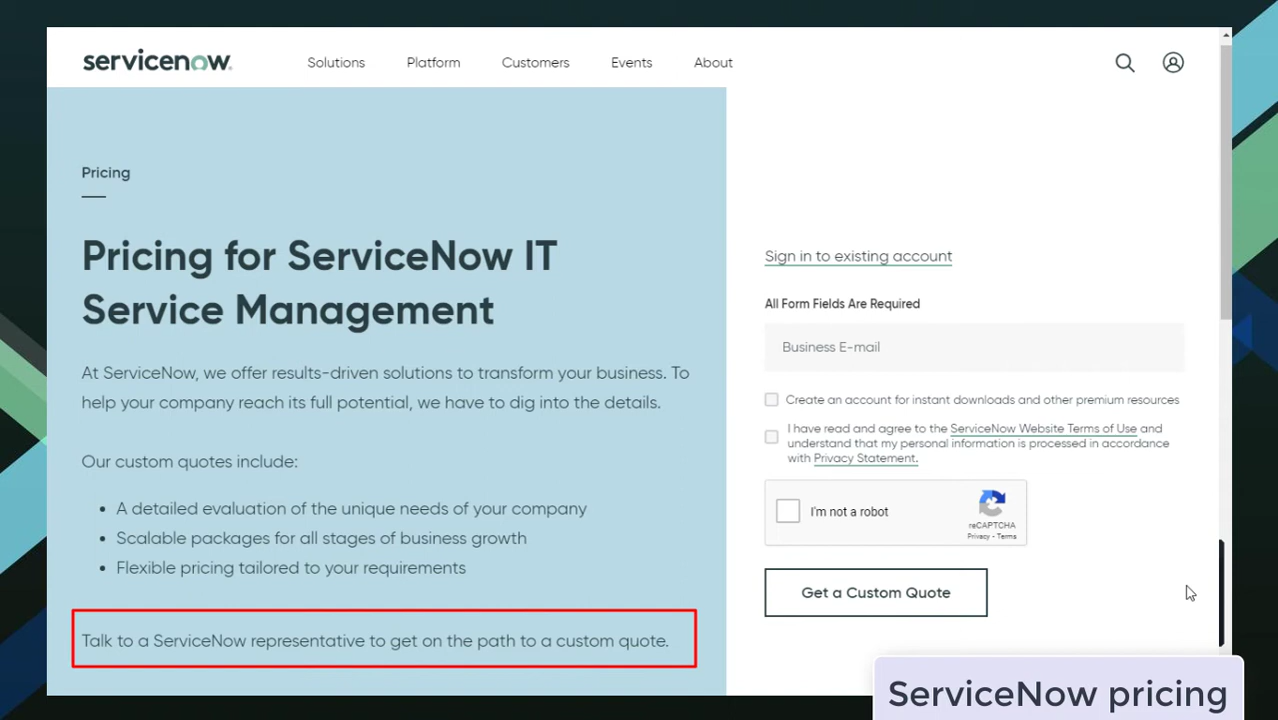 servicenow.
Solutions
Platform
Customers
Events
About
Pricing
Pricing for ServiceNow IT
Service Management
At ServiceNow, we offer results-driven solutions to transform your business. To
help your company reach its full potential, we have to dig into the details.
Our custom quotes include:
• A detailed evaluation of the unique needs of your company
• Scalable packages for all stages of business growth
• Flexible pricing tailored to your requirements
Talk to a ServiceNow representative to get on the path to a custom quote.
Sign in to existing account
All Form Fields Are Required
Business E-mail
Create an account for instant downloads and other premium resources
I have read and agree to the ServiceNow Website Terms of Use and
understand that my personal information is processed in accordance
with Privacy Statement.
I'm not a robot
reCAPTCHA
Privacy - Terms
Get a Custom Quote
ServiceNow pricing